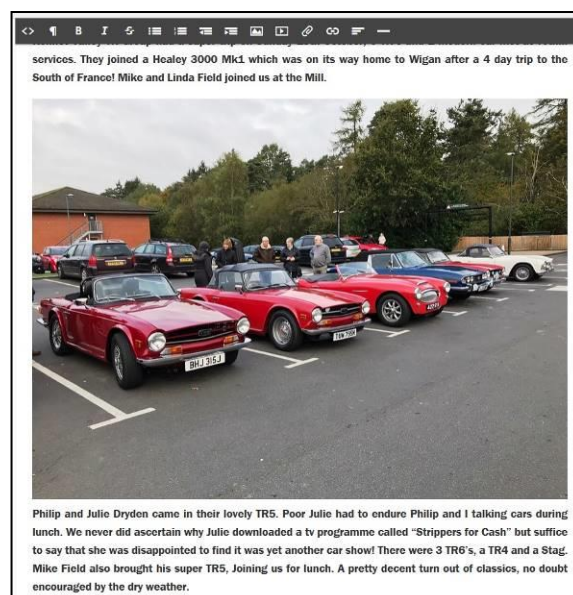 services. They joined a Healey 3000 Mk1 which was on its way home to Wigan after a 4 day trip to the
South of France! Mike and Linda Field joined us at the Mill.
BHJ 315J
Philip and Julie Dryden came in their lovely TR5. Poor Julie had to endure Philip and I talking cars during
lunch. We never did ascertain why Julie downloaded a tv programme called “Strippers for Cash” but suffice
to say that she was disappointed to find it was yet another car show! There were 3 TR6’s, a TR4 and a Stag.
Mike Field also brought his super TR5, Joining us for lunch. A pretty decent turn out of classics, no doubt
encouraged by the dry weather.